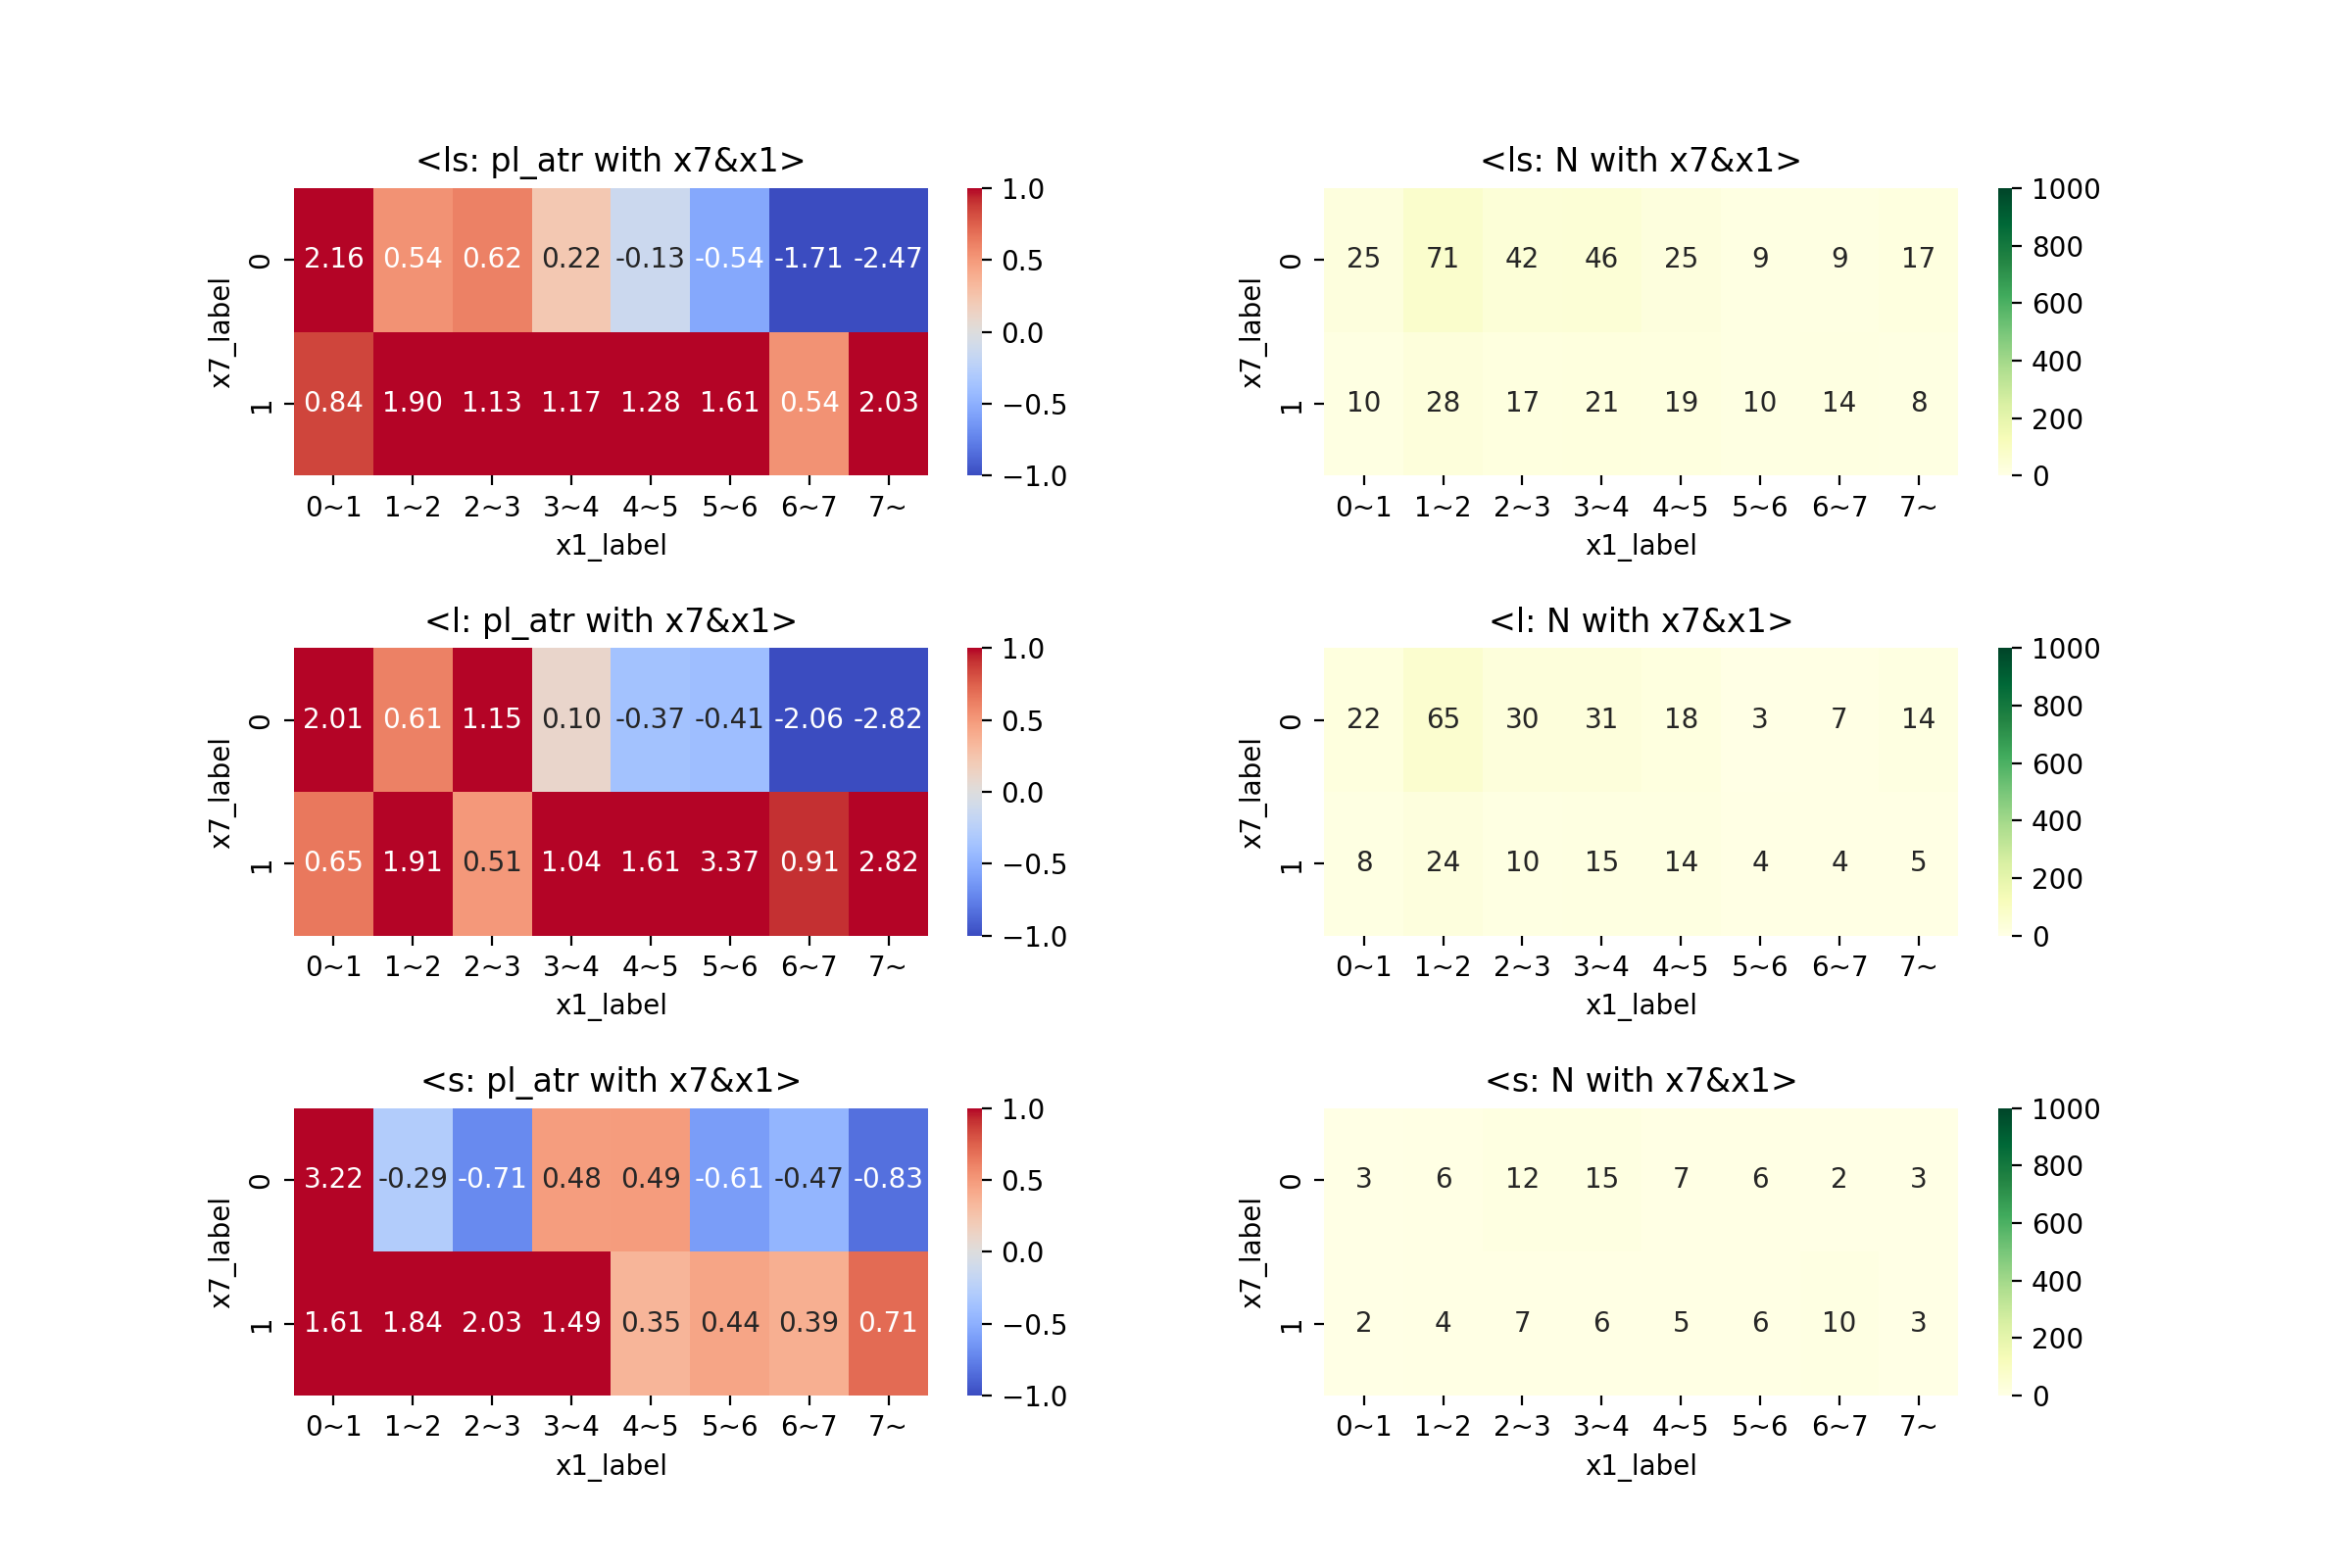 <ls: pl_atr with x7&x1>
x7_label
0
2.16 0.54 0.62 0.22 -0.13 -0.54 -1.71 -2.47
1
0.84 1.90 1.13 1.17 1.28 1.61 0.54 2.03
0~1 1~2 2~3 3~4 4~5 5~6 6~7 7~
x1_label
1.0
0.5
0.0
−0.5
−1.0
<ls: N with x7&x1>
x7_label
0
25 71 42 46 25 9 9 17
1
10 28 17 21 19 10 14 8
0~1 1~2 2~3 3~4 4~5 5~6 6~7 7~
x1_label
1000
800
600
400
200
0
<l: pl_atr with x7&x1>
x7_label
0
2.01 0.61 1.15 0.10 -0.37 -0.41 -2.06 -2.82
1
0.65 1.91 0.51 1.04 1.61 3.37 0.91 2.82
0~1 1~2 2~3 3~4 4~5 5~6 6~7 7~
x1_label
1.0
0.5
0.0
−0.5
−1.0
<l: N with x7&x1>
x7_label
0
22 65 30 31 18 3 7 14
1
8 24 10 15 14 4 4 5
0~1 1~2 2~3 3~4 4~5 5~6 6~7 7~
x1_label
1000
800
600
400
200
0
<s: pl_atr with x7&x1>
x7_label
0
3.22 -0.29 -0.71 0.48 0.49 -0.61 -0.47 -0.83
1
1.61 1.84 2.03 1.49 0.35 0.44 0.39 0.71
0~1 1~2 2~3 3~4 4~5 5~6 6~7 7~
x1_label
1.0
0.5
0.0
−0.5
−1.0
<s: N with x7&x1>
x7_label
0
3 6 12 15 7 6 2 3
1
2 4 7 6 5 6 10 3
0~1 1~2 2~3 3~4 4~5 5~6 6~7 7~
x1_label
1000
800
600
400
200
0